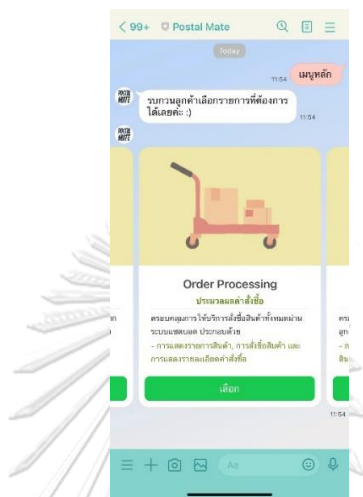 99+ Postal Mate
Today
11:54 เมนูหลัก
POSTAL MATE
รบกวนลูกค้าเลือกรายการที่ต้องการ
ได้เลยค่ะ :)
11:54
POSTAL MATE
Order Processing
ประมวลผลคำสั่งซื้อ
ครอบคลุมการให้บริการสั่งซื้อสินค้าทั้งหมดผ่าน
ระบบแชตบอต ประกอบด้วย
- การแสดงรายการสินค้า, การสั่งซื้อสินค้า และ
การแสดงรายละเอียดคำสั่งซื้อ
เลือก
11:54
Aa